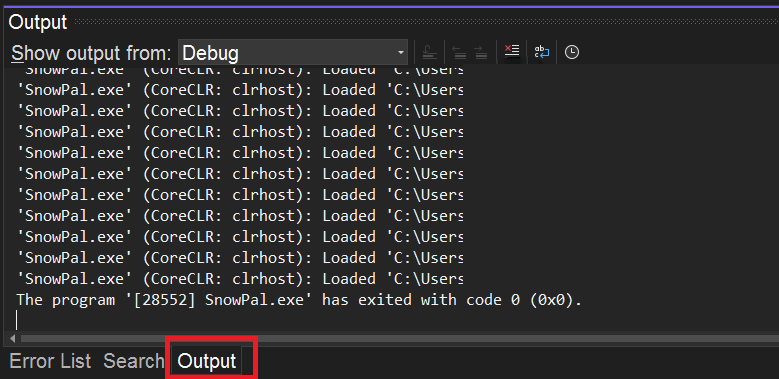 Output
Show output from: Debug
'SnowPal.exe' (CoreCLR: clrhost): Loaded 'C:\Users
'SnowPal.exe' (CoreCLR: clrhost): Loaded 'C:\Users
'SnowPal.exe' (CoreCLR: clrhost): Loaded 'C:\Users
'SnowPal.exe' (CoreCLR: clrhost): Loaded 'C:\Users
'SnowPal.exe' (CoreCLR: clrhost): Loaded 'C:\Users
'SnowPal.exe' (CoreCLR: clrhost): Loaded 'C:\Users
'SnowPal.exe' (CoreCLR: clrhost): Loaded 'C:\Users
'SnowPal.exe' (CoreCLR: clrhost): Loaded 'C:\Users
'SnowPal.exe' (CoreCLR: clrhost): Loaded 'C:\Users
'SnowPal.exe' (CoreCLR: clrhost): Loaded 'C:\Users
'SnowPal.exe' (CoreCLR: clrhost): Loaded 'C:\Users
The program '[28552] SnowPal.exe' has exited with code 0 (0x0).
Error List Search Output